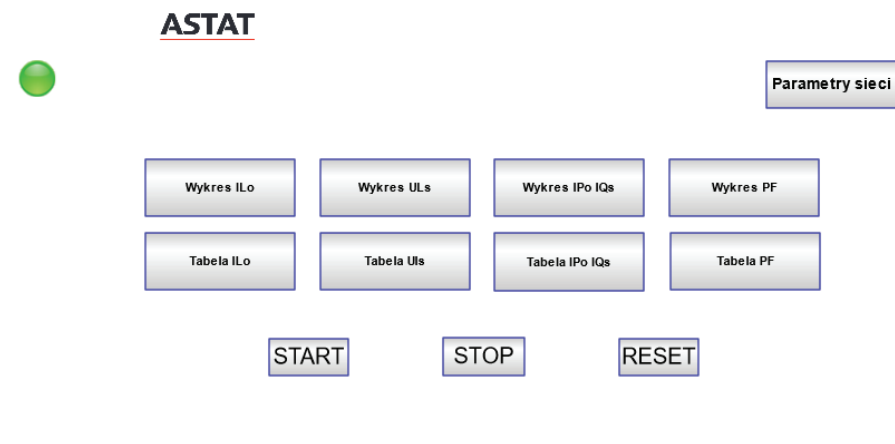 ASTAT
Parametry sieci
Wykres ILo
Wykres ULs
Wykres IPo IQs
Wykres PF
Tabela ILo
Tabela Uls
Tabela IPo IQs
Tabela PF
START
STOP
RESET